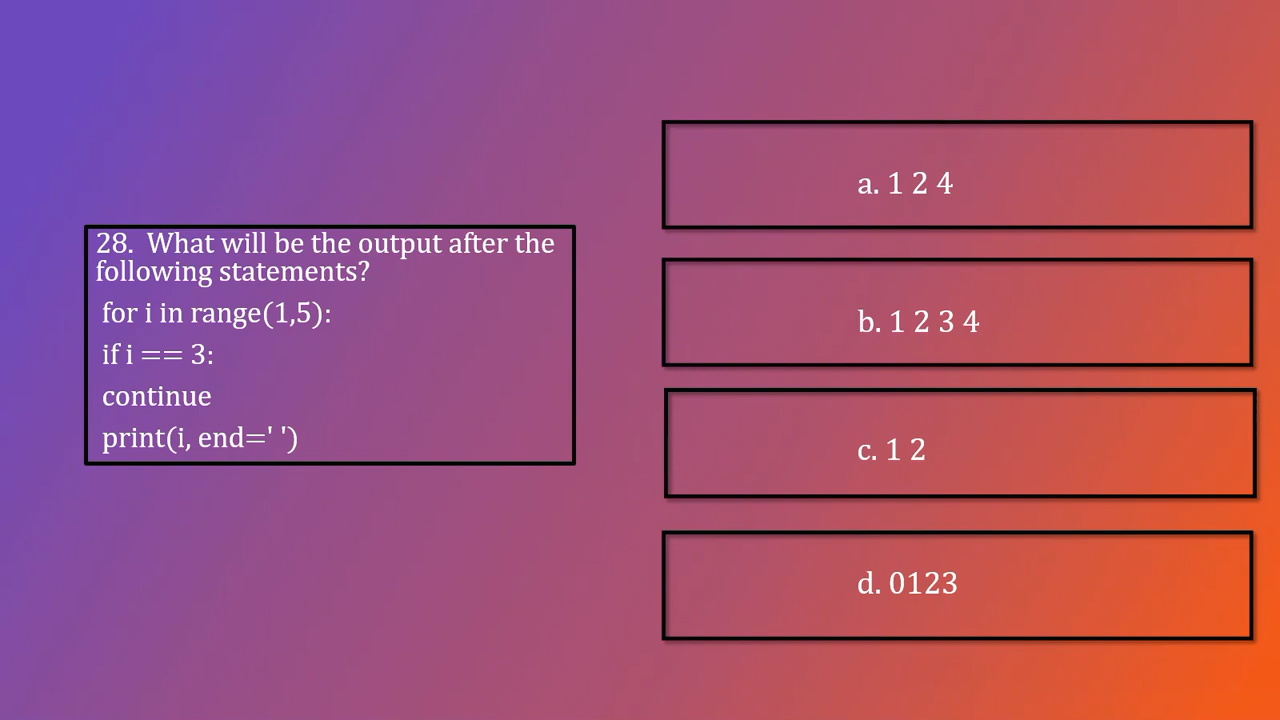 28.  What will be the output after the
following statements?
for i in range(1,5):
if i == 3:
continue
print(i, end=' ')
a. 1 2 4
b. 1 2 3 4
c. 1 2
d. 0123